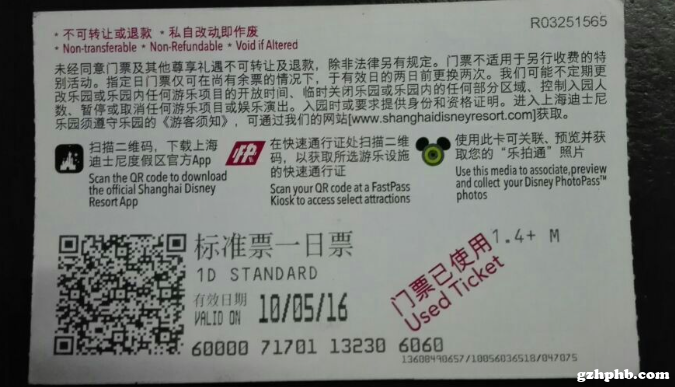 R03251565
* 不可转让或退款 * 私自改动即作废
* Non-transferable * Non-Refundable * Void if Altered
未经同意门票及其他尊享礼遇不可转让及退款，除非法律另有规定。门票不适用于另行收费的特
别活动。指定日门票仅可在尚有余票的情况下，于有效日的两日前更换两次。我们可能不定期更
改乐园或乐园内任何游乐项目的开放时间、临时关闭乐园或乐园内的任何部分区域、控制入园人
数、暂停或取消任何游乐项目或娱乐演出。入园时或要求提供身份和资格证明。进入上海迪士尼
乐园须遵守乐园的《游客须知》，可通过我们的网站[www.shanghaidisneyresort.com]获取。
扫描二维码，下载上海
迪士尼度假区官方App
Scan the QR code to download
the official Shanghai Disney
Resort App
快
在快速通行证处扫描二维
码，以获取所选游乐设施
的快速通行证
Scan your QR code at a FastPass
Kiosk to access select attractions
使用此卡可关联、预览并获
取您的“乐拍通”照片
Use this media to associate, preview
and collect your Disney PhotoPass™
photos
标准票一日票
1D STANDARD
1.4+ M
有效日期
VALID ON 10/05/16
门票已使用
Used Ticket
60000 71701 13230 6060
13608490657/10056036518/04707S
gzhphb.com